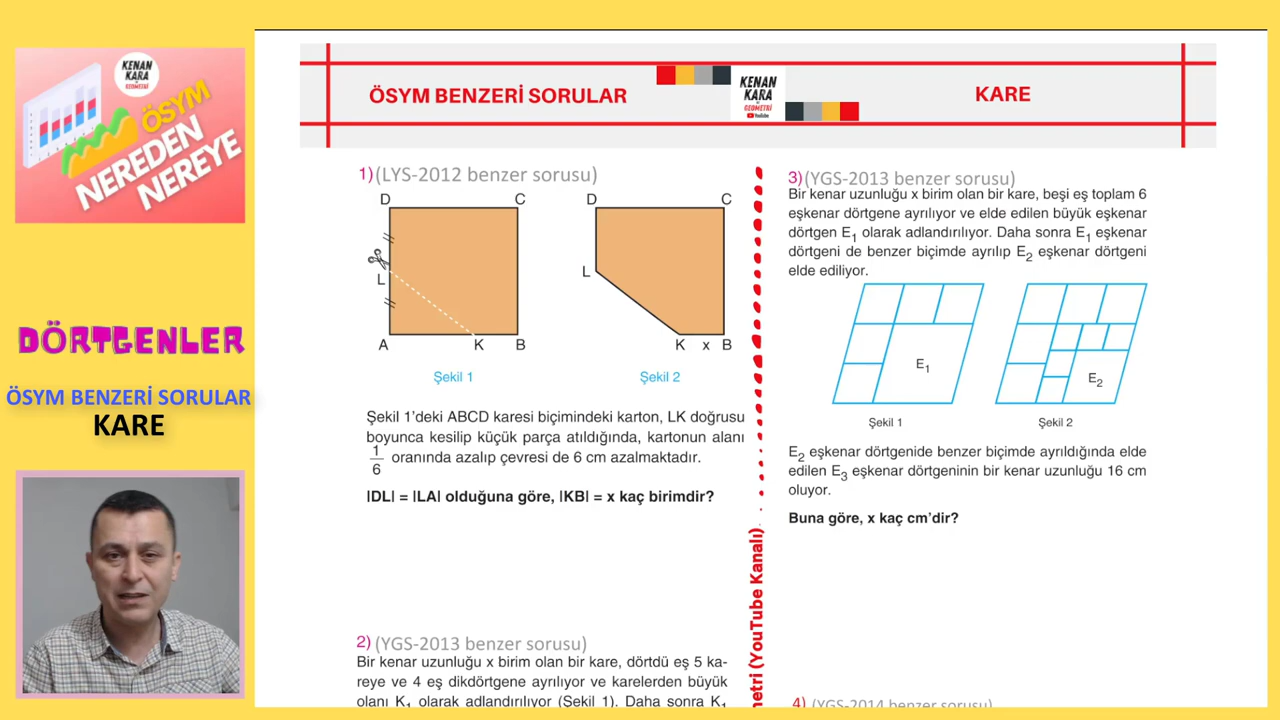 KENAN
KARA
GEOMETRİ
ÖSYM
NEREDEN
NEREYE
DÖRTGENLER
ÖSYM BENZERİ SORULAR
KARE
ÖSYM BENZERİ SORULAR
KENAN
KARA
GEOMETRİ
YouTube
KARE
1) (LYS-2012 benzer sorusu)
D C D C
L L
A K B K x B
Şekil 1 Şekil 2
Şekil 1'deki ABCD karesi biçimindeki karton, LK doğrusu
boyunca kesilip küçük parça atıldığında, kartonun alanı
1/6 oranında azalıp çevresi de 6 cm azalmaktadır.
|DL| = |LA| olduğuna göre, |KB| = x kaç birimdir?
2) (YGS-2013 benzer sorusu)
Bir kenar uzunluğu x birim olan bir kare, dördü eş 5 ka-
reye ve 4 eş dikdörtgene ayrılıyor ve karelerden büyük
olanı K1 olarak adlandırılıyor (Şekil 1). Daha sonra K1
metri (YouTube Kanalı)
3) (YGS-2013 benzer sorusu)
Bir kenar uzunluğu x birim olan bir kare, beşi eş toplam 6
eşkenar dörtgene ayrılıyor ve elde edilen büyük eşkenar
dörtgen E1 olarak adlandırılıyor. Daha sonra E1 eşkenar
dörtgeni de benzer biçimde ayrılıp E2 eşkenar dörtgeni
elde ediliyor.
E1 E2
Şekil 1 Şekil 2
E2 eşkenar dörtgenide benzer biçimde ayrıldığında elde
edilen E3 eşkenar dörtgeninin bir kenar uzunluğu 16 cm
oluyor.
Buna göre, x kaç cm'dir?
4) (YGS-2014 benzer sorusu)